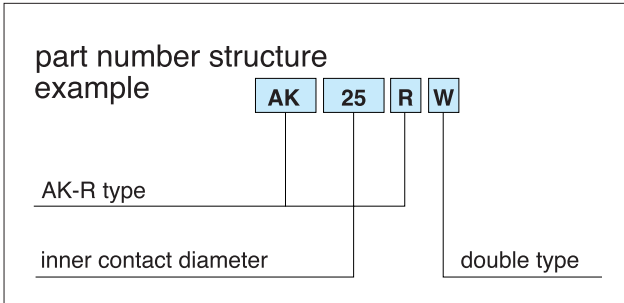 part number structure
example
AK 25 R W
AK-R type
inner contact diameter
double type